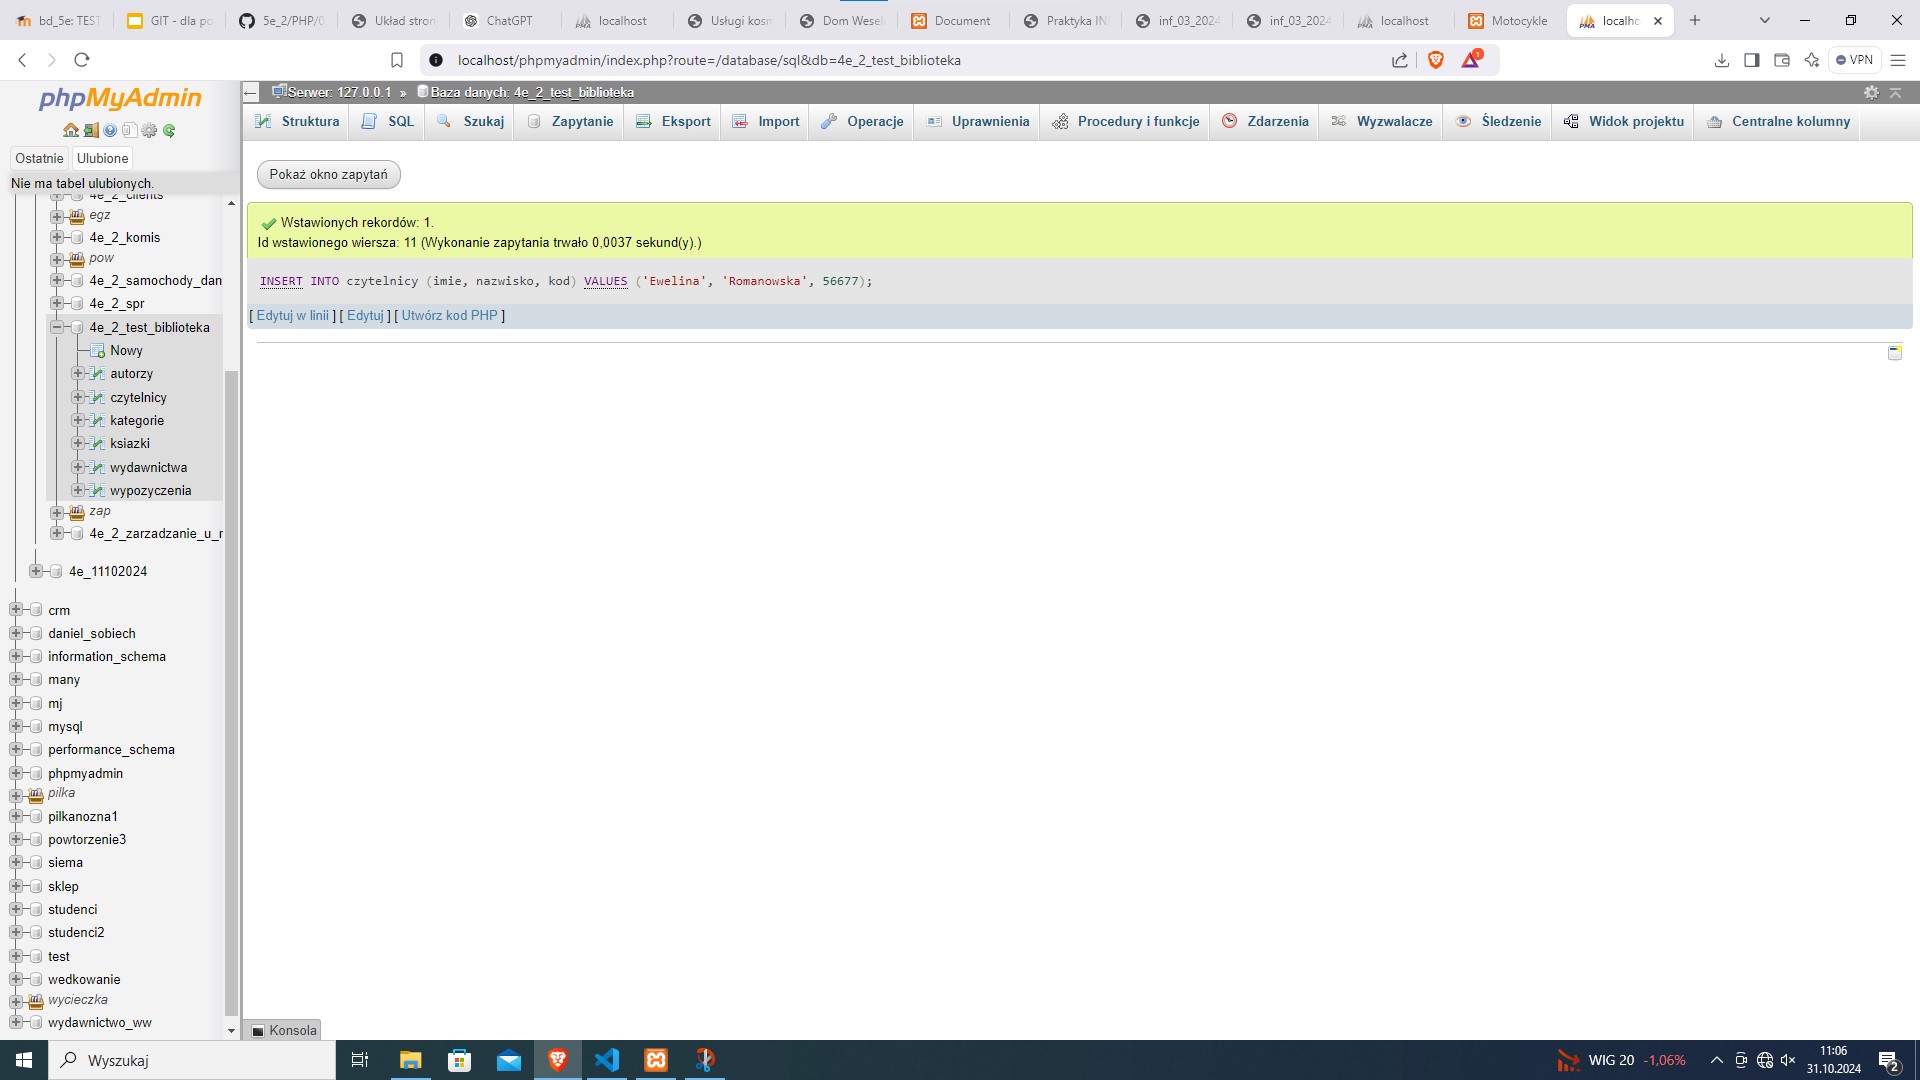 bd_5e: TEST
GIT - dla po
5e_2/PHP/0
Układ stron
ChatGPT
localhost
Usługi kosm
Dom Wesel
Document
Praktyka IN
inf_03_2024
inf_03_2024
localhost
Motocykle
localho
localhost/phpmyadmin/index.php?route=/database/sql&db=4e_2_test_biblioteka
1
VPN
phpMyAdmin
Ostatnie
Ulubione
Nie ma tabel ulubionych.
4e_2_clients
egz
4e_2_komis
pow
4e_2_samochody_dan
4e_2_spr
4e_2_test_biblioteka
Nowy
autorzy
czytelnicy
kategorie
ksiazki
wydawnictwa
wypozyczenia
zap
4e_2_zarzadzanie_u_r
4e_11102024
crm
daniel_sobiech
information_schema
many
mj
mysql
performance_schema
phpmyadmin
pilka
pilkanozna1
powtorzenie3
siema
sklep
studenci
studenci2
test
wedkowanie
wycieczka
wydawnictwo_ww
Serwer: 127.0.0.1 » Baza danych: 4e_2_test_biblioteka
Struktura
SQL
Szukaj
Zapytanie
Eksport
Import
Operacje
Uprawnienia
Procedury i funkcje
Zdarzenia
Wyzwalacze
Śledzenie
Widok projektu
Centralne kolumny
Pokaż okno zapytań
Wstawionych rekordów: 1.
Id wstawionego wiersza: 11 (Wykonanie zapytania trwało 0,0037 sekund(y).)
INSERT INTO czytelnicy (imie, nazwisko, kod) VALUES ('Ewelina', 'Romanowska', 56677);
[ Edytuj w linii ] [ Edytuj ] [ Utwórz kod PHP ]
Konsola
Wyszukaj
WIG 20 -1,06%
11:06
31.10.2024
2